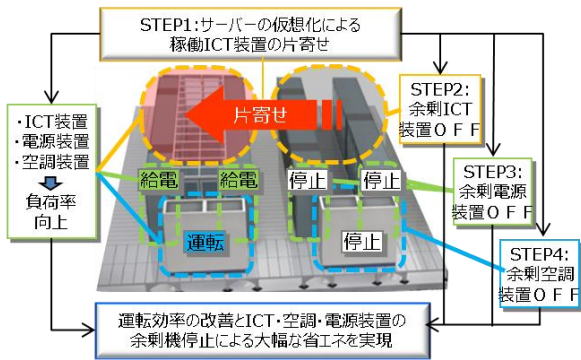 STEP1:サーバーの仮想化による
稼働ICT装置の片寄せ
片寄せ
STEP2:
余剰ICT
装置OFF
・ICT装置
・電源装置
・空調装置
負荷率
向上
給電
給電
停止
停止
STEP3:
余剰電源
装置OFF
運転
停止
STEP4:
余剰空調
装置OFF
運転効率の改善とICT・空調・電源装置の
余剰機停止による大幅な省エネを実現